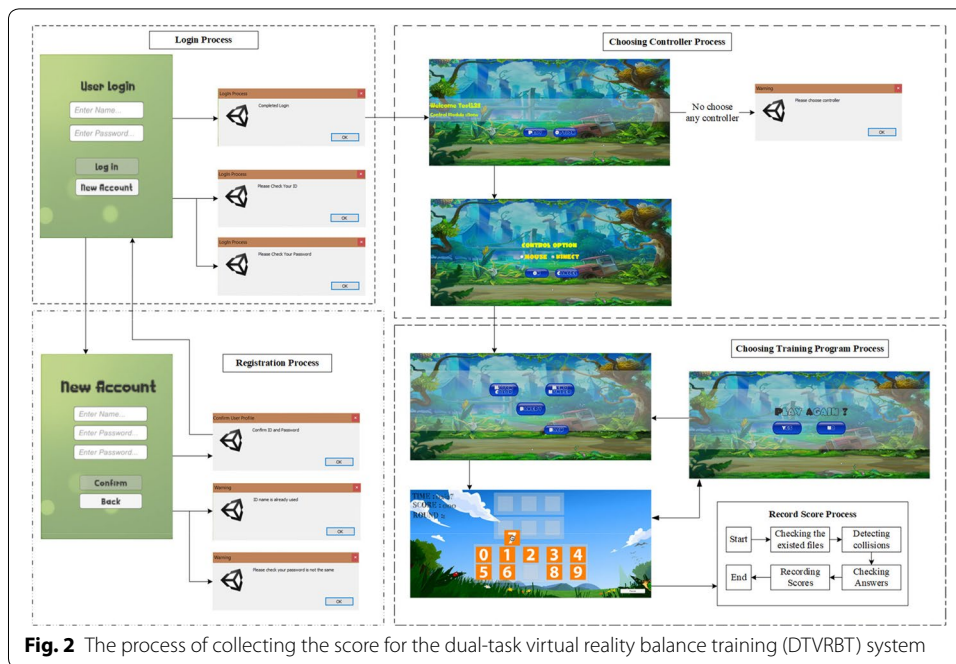 Login Process
User Login
Enter Name...
Enter Password...
Log In
New Account
Login Process
Completed Login
OK
Login Process
Please Check Your ID
OK
Login Process
Please Check Your Password
OK
Choosing Controller Process
Welcome
No choose
any controller
Warning
Please choose controller
OK
CONTROL OPTION
MOUSE KINECT
Registration Process
New Account
Enter Name...
Enter Password...
Enter Password...
Confirm
Back
Confirm User Profile
Confirm ID and Password
OK
Warning
ID name is already used
OK
Warning
Please check your password is not the same
OK
Choosing Training Program Process
PLAY AGAIN ?
YES
TIME
SCORE
ROUND
7
0 1 2 3 4
5 6 8 9
Record Score Process
Start
Checking the
existed files
Detecting
collisions
End
Recording
Scores
Checking
Answers
Fig. 2 The process of collecting the score for the dual-task virtual reality balance training (DTVRBT) system